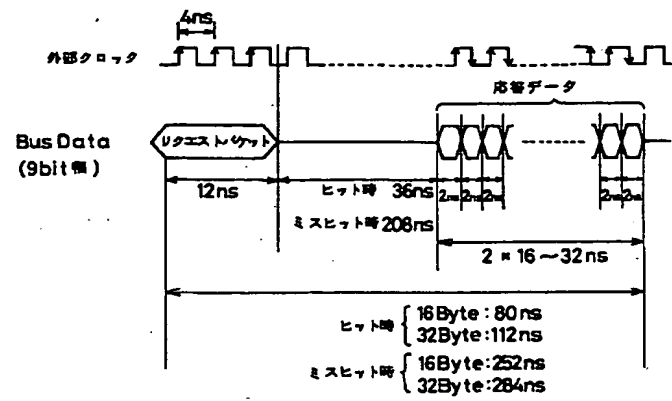 4ns
外部クロック
応答データ
Bus Data
(9bit幅)
リクエストパケット
12ns
ヒット時 36ns
ミスヒット時 208ns
2ns 2ns 2ns
2ns 2ns
2 * 16～32ns
ヒット時 { 16Byte : 80ns
32Byte : 112ns
ミスヒット時 { 16Byte : 252ns
32Byte : 284ns